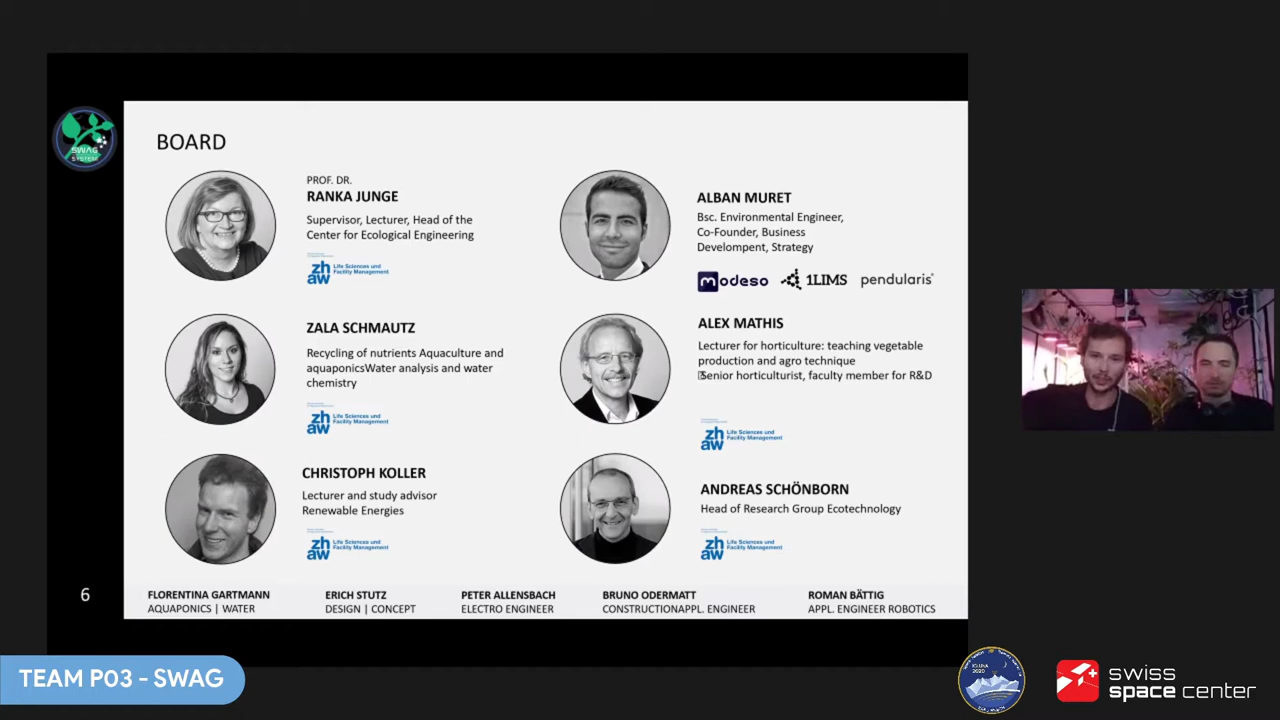 SWAG
SYSTEM
BOARD
PROF. DR.
RANKA JUNGE
Supervisor, Lecturer, Head of the
Center for Ecological Engineering
zh
aw
Life Sciences und
Facility Management
ALBAN MURET
Bsc. Environmental Engineer,
Co-Founder, Business
Develompent, Strategy
modeso
1LIMS
pendularis
ZALA SCHMAUTZ
Recycling of nutrients Aquaculture and
aquaponicsWater analysis and water
chemistry
zh
aw
Life Sciences und
Facility Management
ALEX MATHIS
Lecturer for horticulture: teaching vegetable
production and agro technique
Senior horticulturist, faculty member for R&D
zh
aw
Life Sciences und
Facility Management
CHRISTOPH KOLLER
Lecturer and study advisor
Renewable Energies
zh
aw
Life Sciences und
Facility Management
ANDREAS SCHÖNBORN
Head of Research Group Ecotechnology
zh
aw
Life Sciences und
Facility Management
6
FLORENTINA GARTMANN
AQUAPONICS | WATER
ERICH STUTZ
DESIGN | CONCEPT
PETER ALLENSBACH
ELECTRO ENGINEER
BRUNO ODERMATT
CONSTRUCTIONAPPL. ENGINEER
ROMAN BÄTTIG
APPL. ENGINEER ROBOTICS
TEAM P03 - SWAG
IGLUNA
2020
swiss
space center